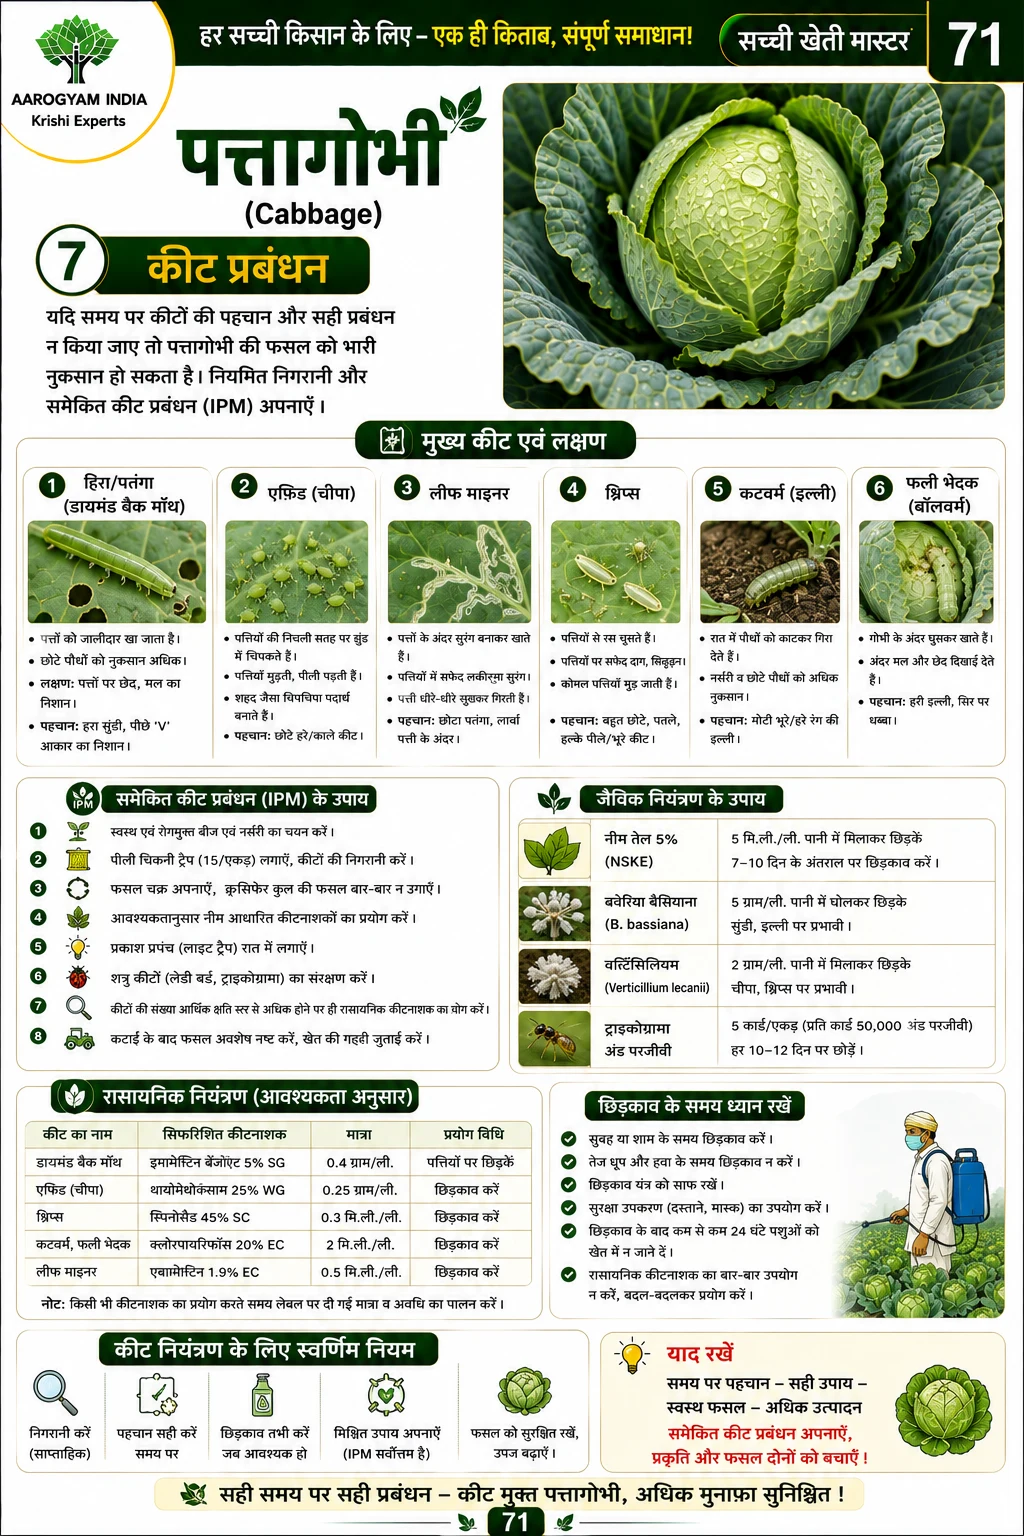 AAROGYAM INDIA
Krishi Experts
हर सच्ची किसान के लिए – एक ही किताब, संपूर्ण समाधान!
सच्ची खेती मास्टर
71
पत्तागोभी
(Cabbage)
7
कीट प्रबंधन
यदि समय पर कीटों की पहचान और सही प्रबंधन
न किया जाए तो पत्तागोभी की फसल को भारी
नुकसान हो सकता है। नियमित निगरानी और
समेकित कीट प्रबंधन (IPM) अपनाएँ ।
मुख्य कीट एवं लक्षण
1 हिरा/पतंगा
(डायमंड बैक मॉथ)
• पत्तों को जालीदार खा जाता है।
• छोटे पौधों को नुकसान अधिक।
• लक्षण: पत्तों पर छेद, मल का
निशान।
• पहचान: हरा सुंडी, पीछे 'V'
आकार का निशान।
2 एफ़िड (चीपा)
• पत्तियों की निचली सतह पर झुंड
में चिपकते हैं।
• पत्तियाँ मुड़ती, पीली पड़ती हैं।
• शहद जैसा चिपचिपा पदार्थ
बनाते हैं।
• पहचान: छोटे हरे/काले कीट।
3 लीफ माइनर
• पत्तों के अंदर सुरंग बनाकर खाते
हैं।
• पत्तियों में सफेद सुरंग।
• पत्ती धीरे-धीरे सूखकर गिरती है।
• पहचान: छोटा पतंगा, लार्वा
पत्ती के अंदर।
4 थ्रिप्स
• पत्तियों से रस चूसते हैं।
• पत्तियों पर सफेद दाग,
• कोमल पत्तियाँ मुड़ जाती हैं।
• पहचान: बहुत छोटे, पतले,
हल्के पीले/भूरे कीट।
5 कटवर्म (इल्ली)
• रात में पौधों को काटकर गिरा
देते हैं।
• नर्सरी व छोटे पौधों को अधिक
नुकसान।
• पहचान: मोटी भूरे/हरे रंग की
इल्ली।
6 फली भेदक
(बॉलवर्म)
• गोभी के अंदर घुसकर खाते हैं।
• अंदर मल और छेद दिखाई देते
हैं।
• पहचान: हरी इल्ली, सिर पर
धब्बा।
IPM समेकित कीट प्रबंधन (IPM) के उपाय
1 स्वस्थ एवं रोगमुक्त बीज एवं नर्सरी का चयन करें।
2 पीली चिकनी ट्रैप (15/एकड़) लगाएँ, कीटों की निगरानी करें।
3 फसल चक्र अपनाएँ, क्रूसिफेर कुल की फसल बार-बार न उगाएँ।
4 आवश्यकतानुसार नीम आधारित कीटनाशकों का प्रयोग करें।
5 प्रकाश प्रपंच (लाइट ट्रैप) रात में लगाएँ।
6 शत्रु कीटों (लेडी बर्ड, ट्राइकोग्रामा) का संरक्षण करें।
7 कीटों की संख्या आर्थिक क्षति स्तर से अधिक होने पर ही रासायनिक कीटनाशक का करें।
8 कटाई के बाद फसल अवशेष नष्ट करें, खेत की जुताई करें।
जैविक नियंत्रण के उपाय
नीम तेल 5%
(NSKE)
5 मि.ली./ली. पानी में मिलाकर छिड़कें
7–10 दिन के अंतराल पर छिड़काव करें।
बवेरिया बैसियाना
(B. bassiana)
5 ग्राम/ली. पानी में घोलकर छिड़के
सुंडी, इल्ली पर प्रभावी।
वर्टिसिलियम
(Verticillium lecanii)
2 ग्राम/ली. पानी में मिलाकर छिड़के
चीपा, थ्रिप्स पर प्रभावी।
ट्राइकोग्रामा
अंड परजीवी
5 कार्ड/एकड़ (प्रति कार्ड 50,000 अंड परजीवी)
हर 10–12 दिन पर छोड़ें।
रासायनिक नियंत्रण (आवश्यकता अनुसार)
कीट का नाम सिफरिशित कीटनाशक मात्रा प्रयोग विधि
डायमंड बैक मॉथ 5% SG 0.4 ग्राम/ली. पत्तियों पर छिड़कें
एफिड (चीपा) 25% WG 0.25 ग्राम/ली. छिड़काव करें
थ्रिप्स स्पिनोसैड 45% SC 0.3 मि.ली./ली. छिड़काव करें
कटवर्म, फली भेदक क्लोरपायरिफॉस 20% EC 2 मि.ली./ली. छिड़काव करें
लीफ माइनर 1.9% EC 0.5 मि.ली./ली. छिड़काव करें
नोट: किसी भी कीटनाशक का प्रयोग करते समय लेबल पर दी गई मात्रा व अवधि का पालन करें।
छिड़काव के समय ध्यान रखें
सुबह या शाम के समय छिड़काव करें।
तेज धूप और हवा के समय छिड़काव न करें।
छिड़काव यंत्र को साफ रखें।
सुरक्षा उपकरण (दस्ताने, मास्क) का उपयोग करें।
छिड़काव के बाद कम से कम 24 घंटे पशुओं को
खेत में न जाने दें।
रासायनिक कीटनाशक का बार-बार उपयोग
न करें, बदल-बदलकर प्रयोग करें।
कीट नियंत्रण के लिए स्वर्णिम नियम
निगरानी करें
(साप्ताहिक)
पहचान सही करें
समय पर
छिड़काव तभी करें
जब आवश्यक हो
मिश्रित उपाय अपनाएँ
(IPM सर्वोत्तम है)
फसल को सुरक्षित रखें,
उपज बढ़ाएँ।
याद रखें
समय पर पहचान – सही उपाय –
स्वस्थ फसल – अधिक उत्पादन
समेकित कीट प्रबंधन अपनाएँ,
प्रकृति और फसल दोनों को बचाएँ!
सही समय पर सही प्रबंधन – कीट मुक्त पत्तागोभी, अधिक मुनाफ़ा सुनिश्चित!
71